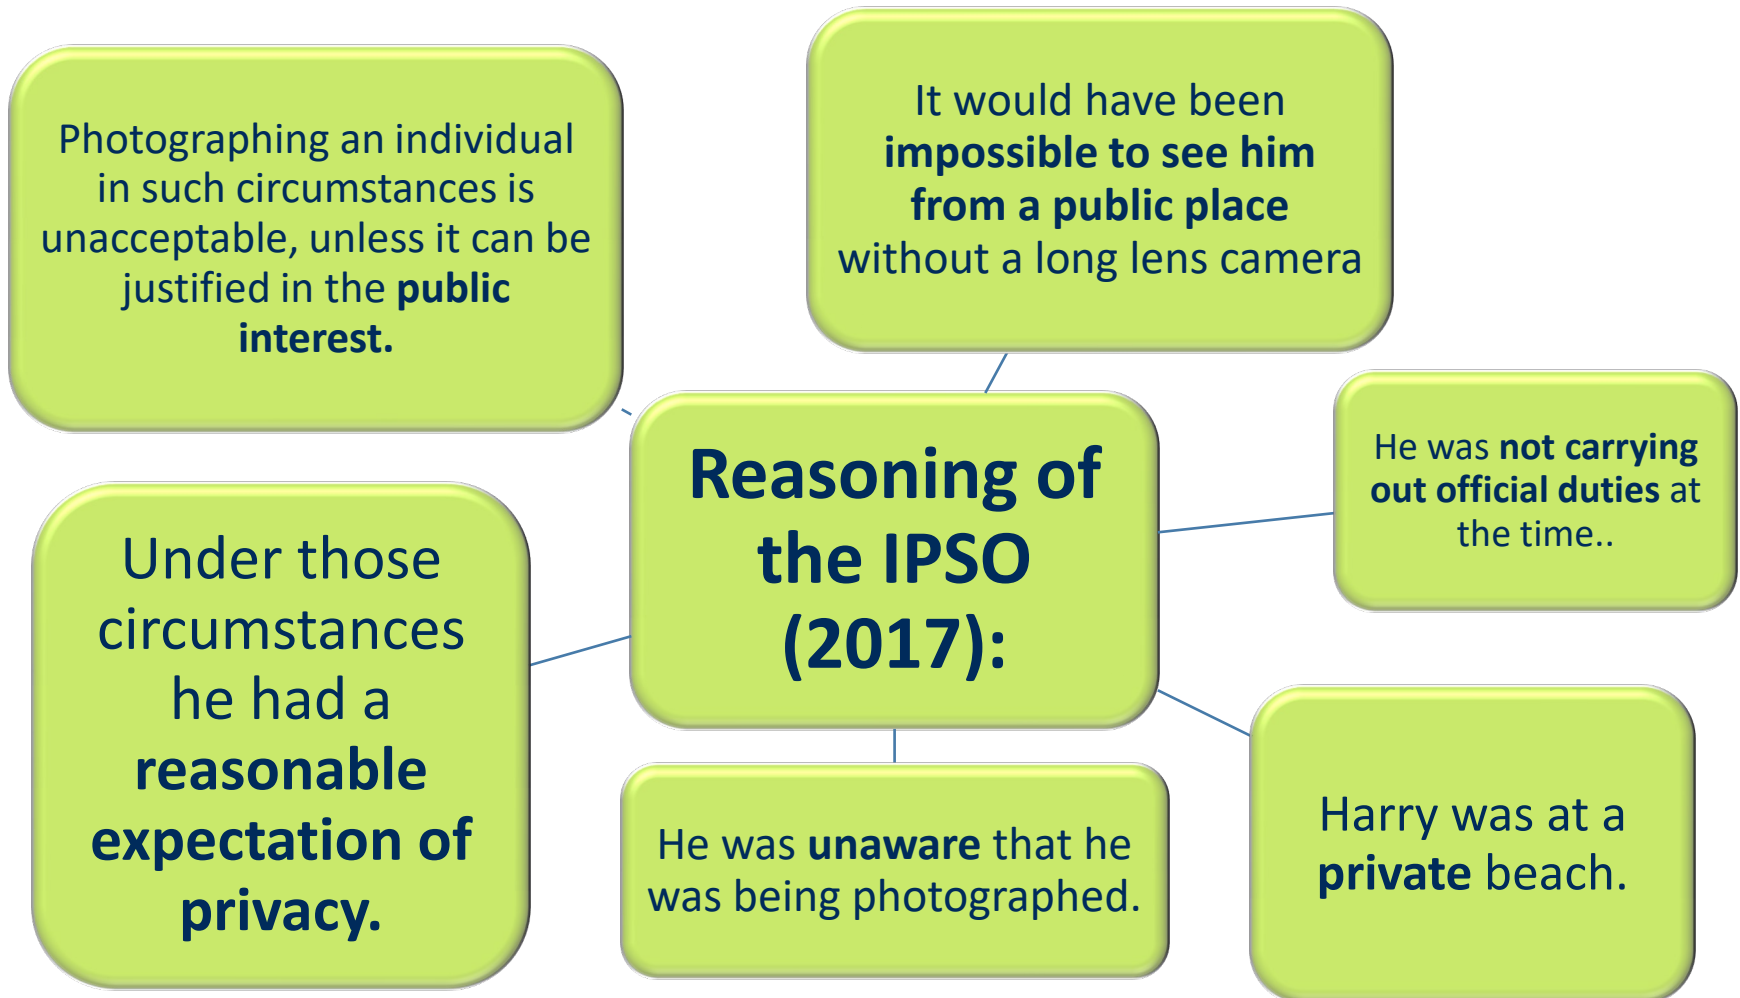 Photographing an individual
in such circumstances is
unacceptable, unless it can be
justified in the public
interest.
It would have been
impossible to see him
from a public place
without a long lens camera
He was not carrying
out official duties at
the time..
Reasoning of
the IPSO
(2017):
Under those
circumstances
he had a
reasonable
expectation of
privacy.
He was unaware that he
was being photographed.
Harry was at a
private beach.